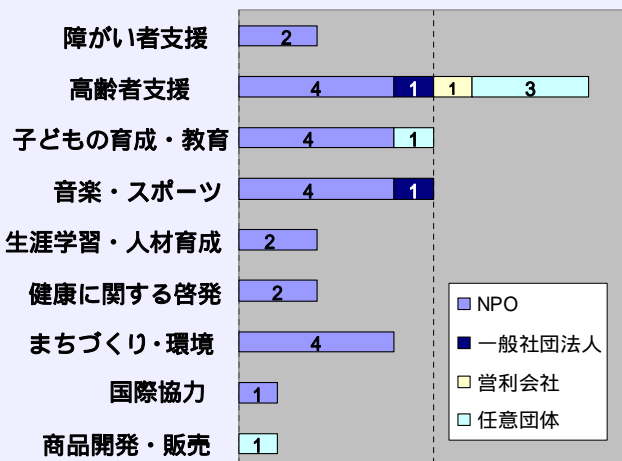 障がい者支援 2
高齢者支援 4 1 1 3
子どもの育成・教育 4 1
音楽・スポーツ 4 1
生涯学習・人材育成 2
健康に関する啓発 2
まちづくり・環境 4
国際協力 1
商品開発・販売 1
NPO
一般社団法人
営利会社
任意団体